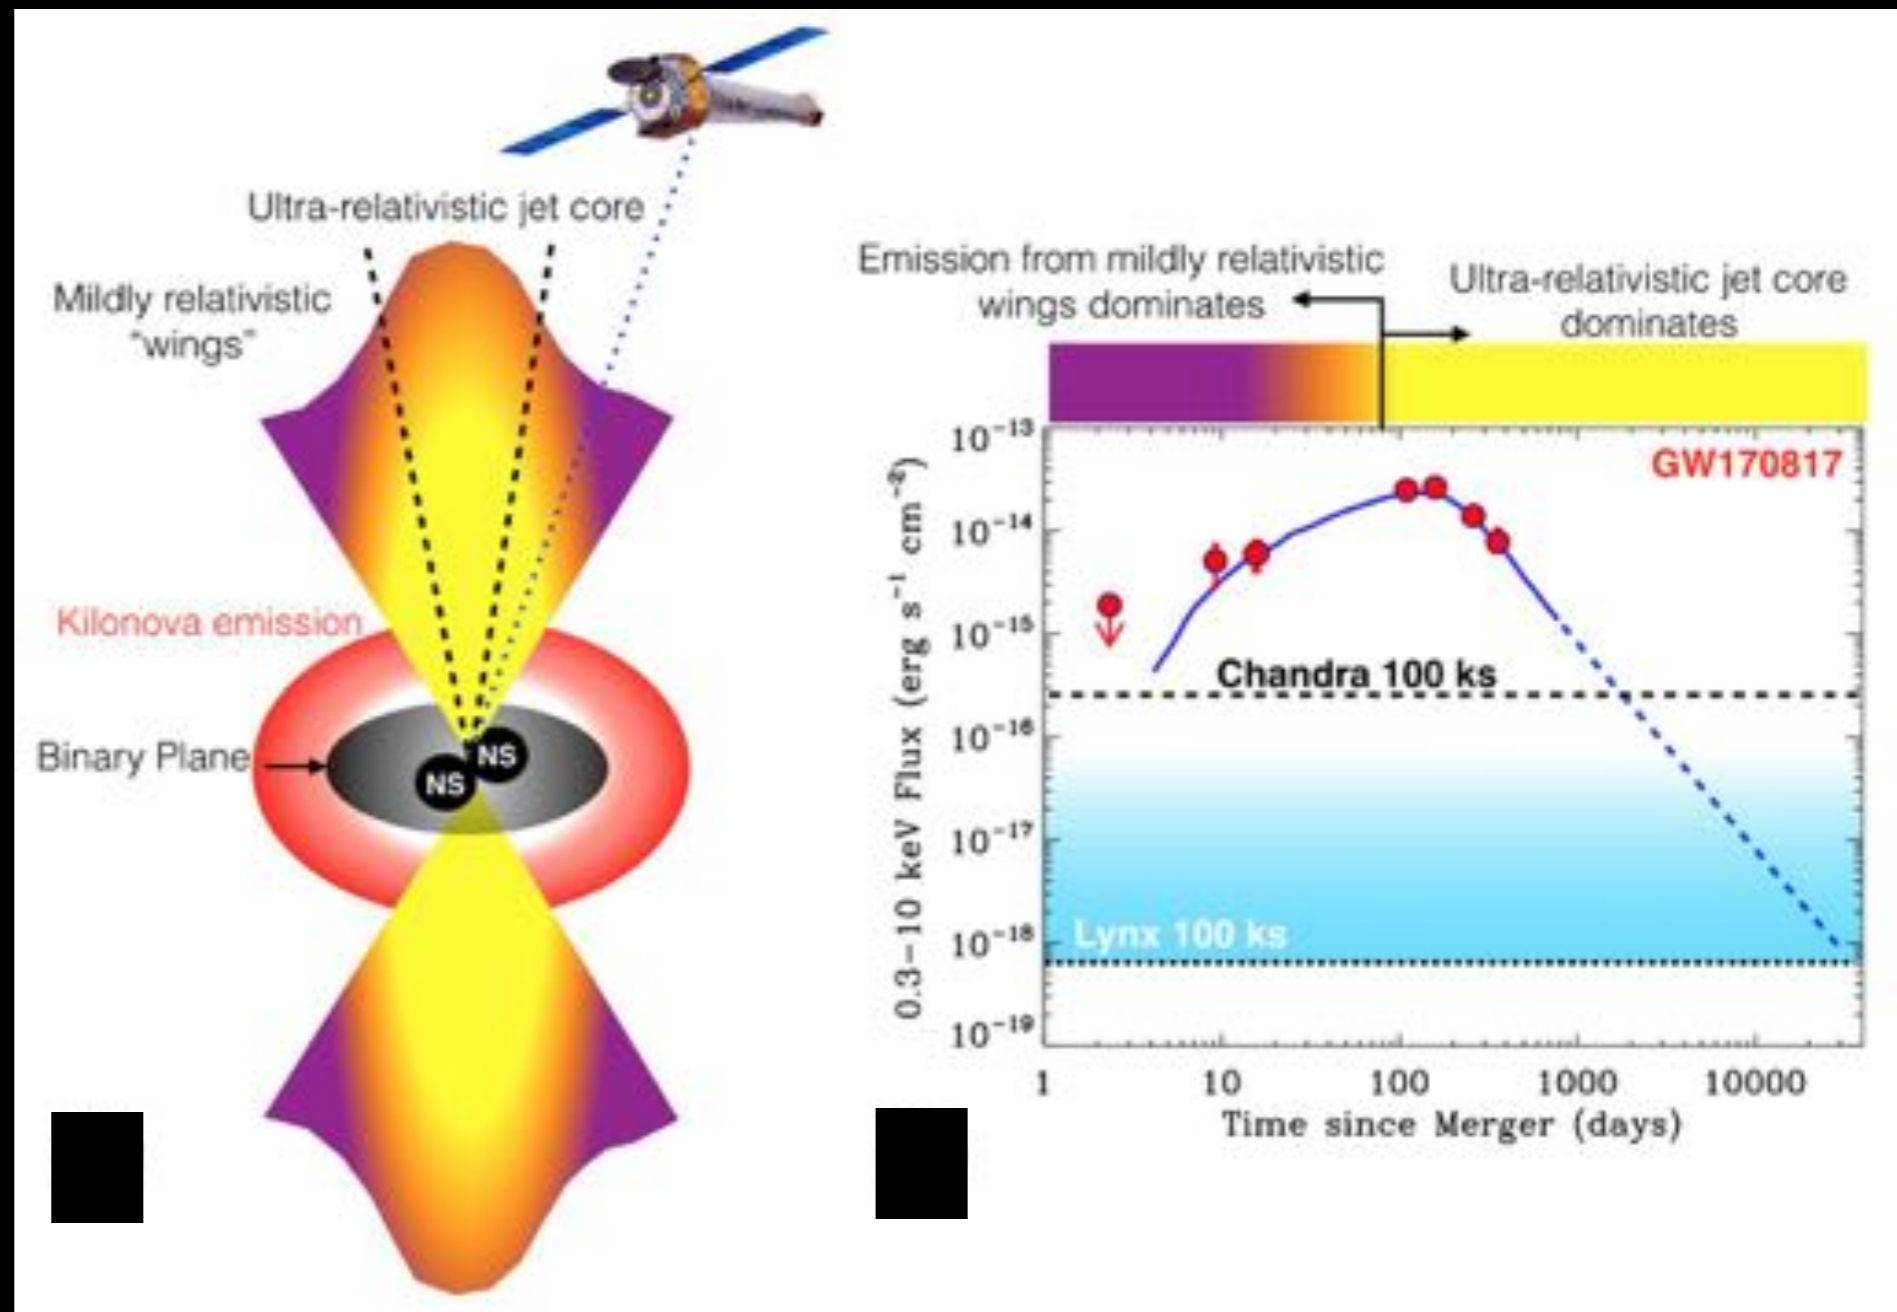 Ultra-relativistic jet core
Mildly relativistic
“wings”
Kilonova emission
Binary Plane
NS
NS
Emission from mildly relativistic
wings dominates
Ultra-relativistic jet core
dominates
GW170817
Chandra 100 ks
Lynx 100 ks
0.3–10 keV Flux (erg s⁻¹ cm⁻²)
10⁻¹³
10⁻¹⁴
10⁻¹⁵
10⁻¹⁶
10⁻¹⁷
10⁻¹⁸
10⁻¹⁹
1 10 100 1000 10000
Time since Merger (days)